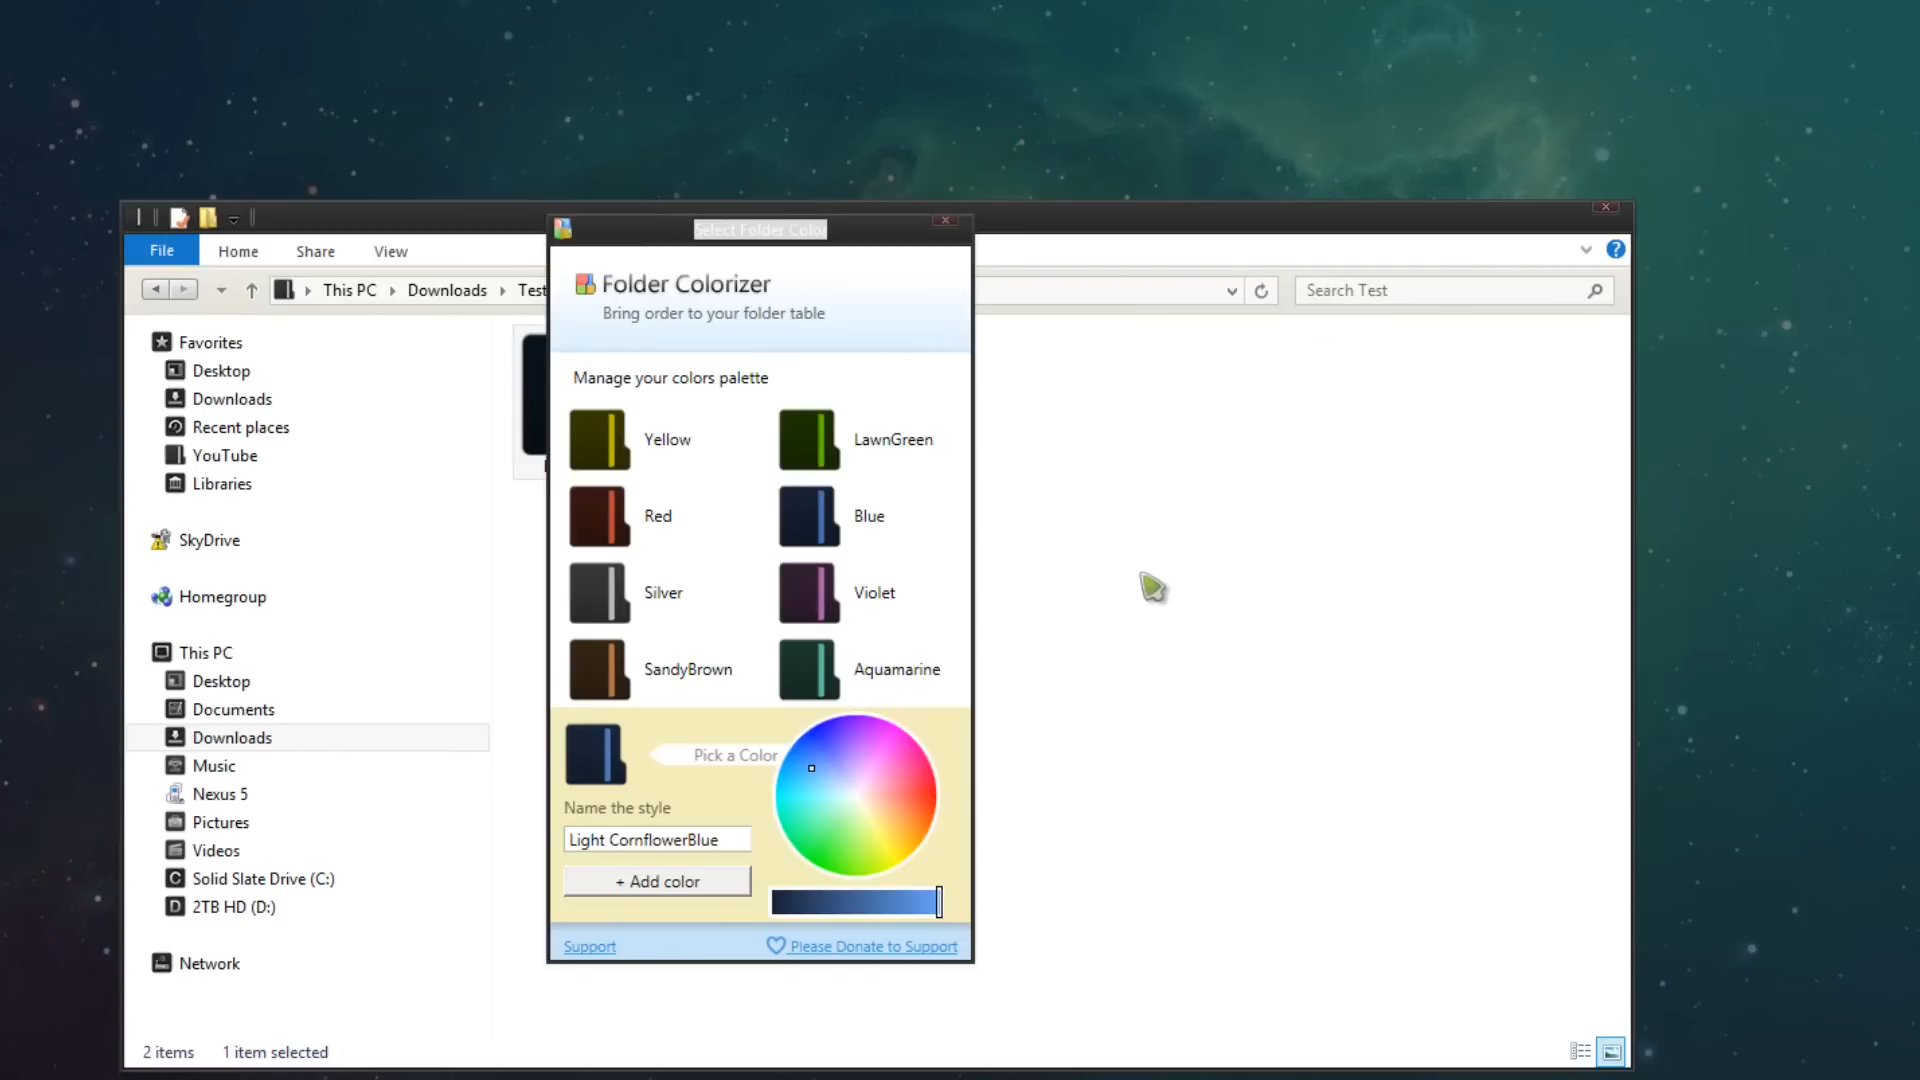 Select Folder Color
File
Home
Share
View
This PC
Downloads
Test
Search Test
Favorites
Desktop
Downloads
Recent places
YouTube
Libraries
SkyDrive
Homegroup
This PC
Desktop
Documents
Downloads
Music
Nexus 5
Pictures
Videos
Solid Slate Drive (C:)
2TB HD (D:)
Network
2 items
1 item selected
Folder Colorizer
Bring order to your folder table
Manage your colors palette
Yellow
LawnGreen
Red
Blue
Silver
Violet
SandyBrown
Aquamarine
Pick a Color
Name the style
Light CornflowerBlue
+ Add color
Support
Please Donate to Support